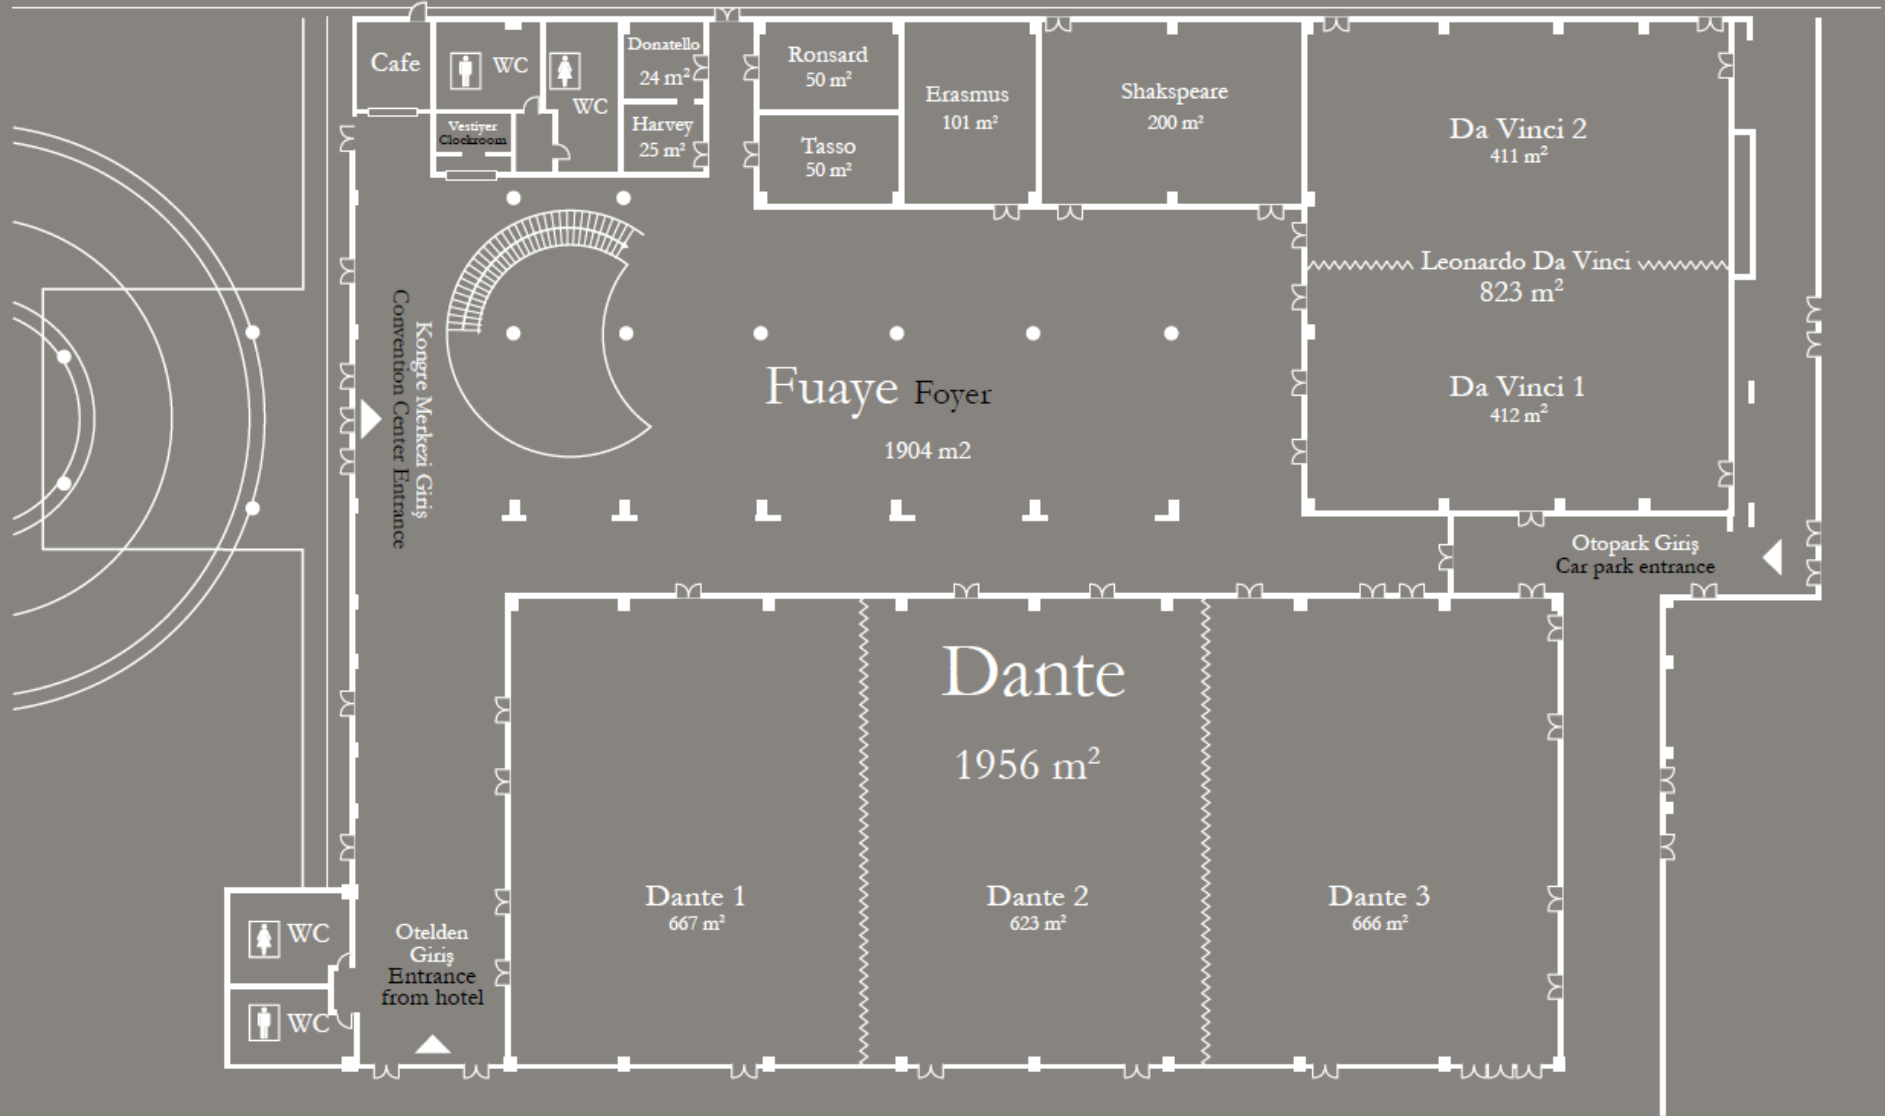 Cafe
WC
WC
Donatello
24 m²
Harvey
25 m²
Vestiyer
Clockroom
Ronsard
50 m²
Tasso
50 m²
Erasmus
101 m²
Shakspeare
200 m²
Da Vinci 2
411 m²
Leonardo Da Vinci
823 m²
Da Vinci 1
412 m²
Kongre Merkezi Giriş
Convention Center Entrance
Fuaye Foyer
1904 m2
Otopark Giriş
Car park entrance
Dante
1956 m²
Dante 1
667 m²
Dante 2
623 m²
Dante 3
666 m²
WC
WC
Otelden
Giriş
Entrance
from hotel